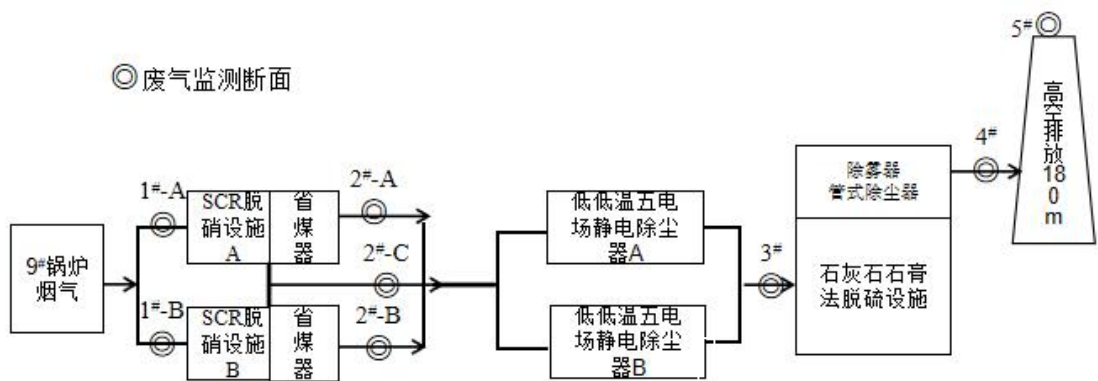 5#
◎废气监测断面
高空排放180m
4#
除雾器
管式除尘器
1#-A
SCR脱
硝设施
A
省
煤
器
2#-A
低低温五电
场静电除尘
器A
9#锅炉
烟气
2#-C
3#
石灰石石膏
法脱硫设施
1#-B
SCR脱
硝设施
B
省
煤
器
2#-B
低低温五电
场静电除尘
器B